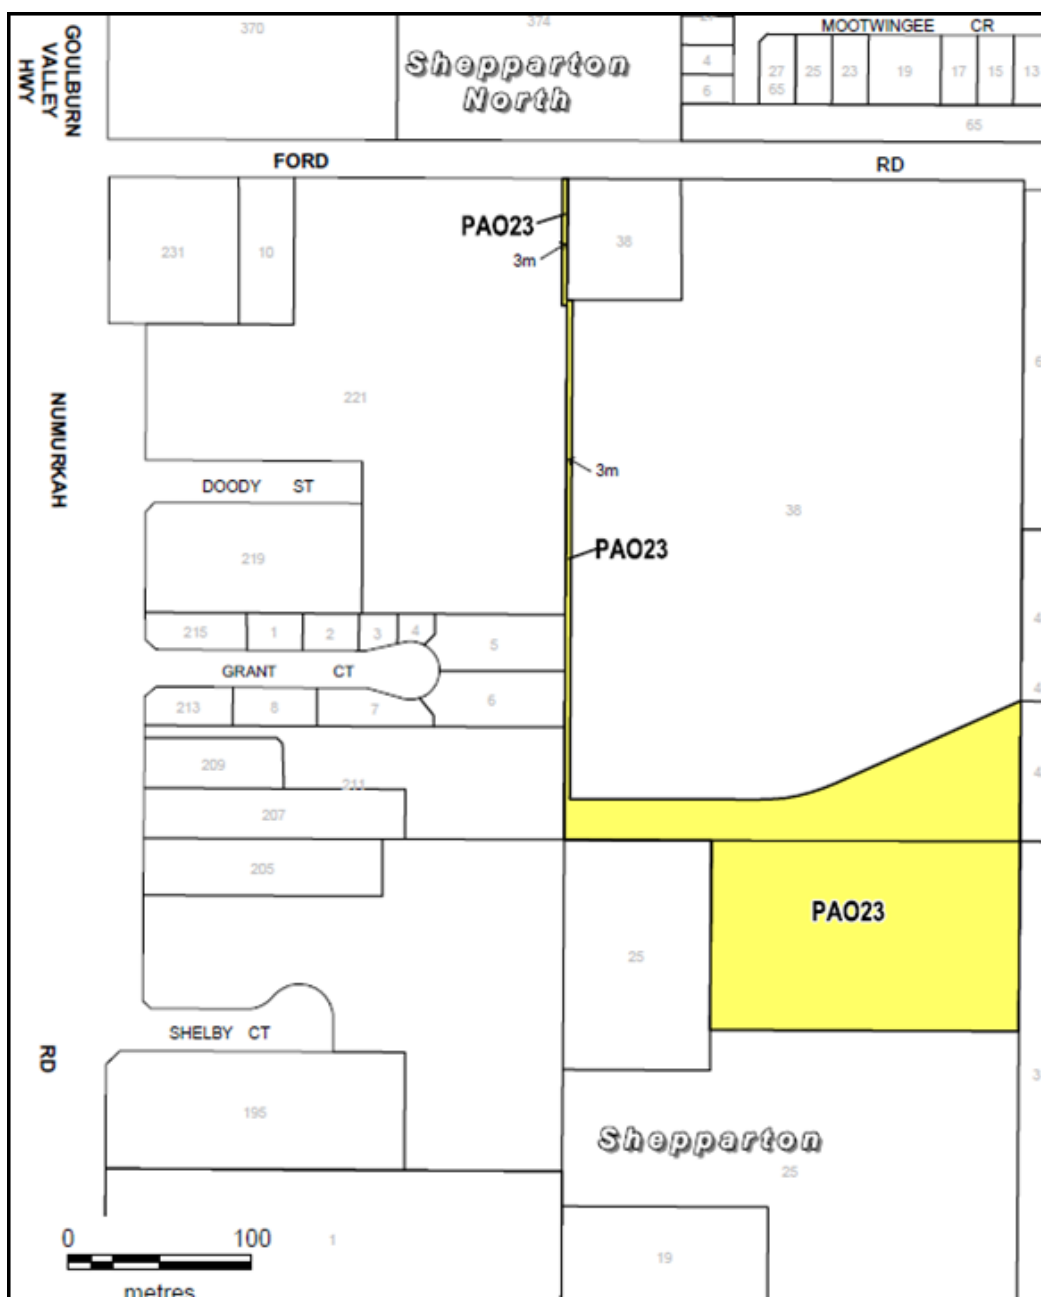 370
374
MOOTWINGEE CR
GOULBURN
VALLEY
HWY
Shepparton
North
4
6
27
65
25
23
19
17
15
13
65
FORD RD
231
10
PAO23
3m
38
221
NUMURKAH
3m
38
DOODY ST
PAO23
219
215
1
2
3
4
5
GRANT CT
213
8
7
6
209
211
207
205
PAO23
25
SHELBY CT
RD
195
Shepparton
25
19
1
0 100
metres